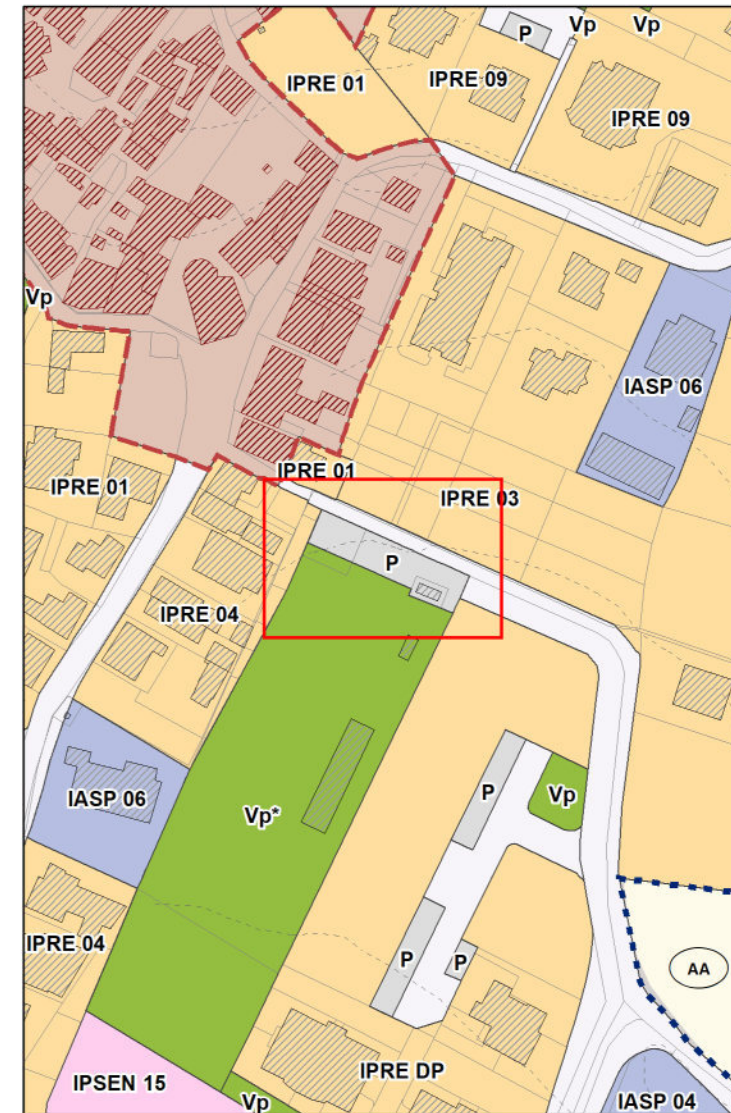 P
Vp
Vp
IPRE 01
IPRE 09
IPRE 09
Vp
IASP 06
IPRE 01
IPRE 01
IPRE 03
P
IPRE 04
IASP 06
Vp*
P
Vp
IPRE 04
P
P
AA
IPSEN 15
Vp
IPRE DP
IASP 04